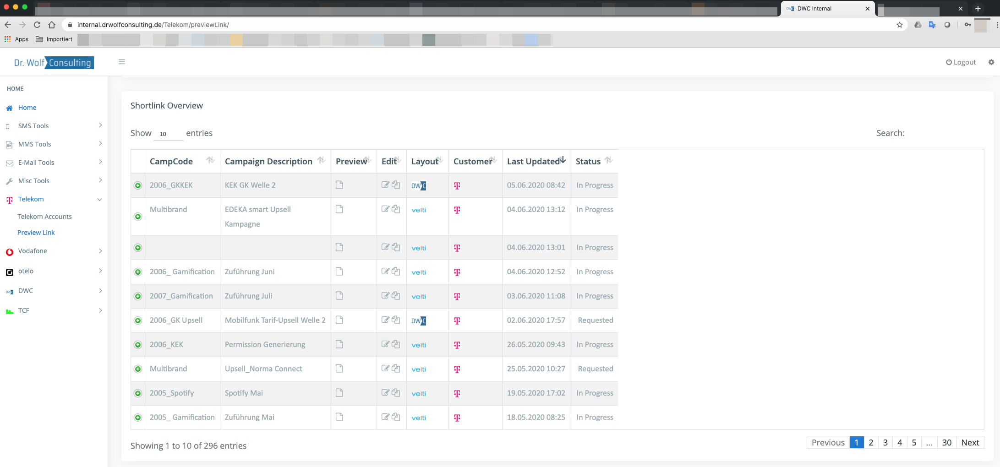 DWC Internal
internal.drwolfconsulting.de/Telekom/previewLink/
Apps
Importiert
Dr. Wolf Consulting
Logout
HOME
Home
SMS Tools
MMS Tools
E-Mail Tools
Misc Tools
Telekom
Telekom Accounts
Preview Link
Vodafone
otelo
DWC
TCF
Shortlink Overview
Show 10 entries
Search:
CampCode Campaign Description Preview Edit Layout Customer Last Updated Status
2006_GKKEK KEK GK Welle 2 DWC T 05.06.2020 08:42 In Progress
Multibrand EDEKA smart Upsell velti T 04.06.2020 13:12 In Progress
Kampagne
velti T 04.06.2020 13:01 In Progress
2006_ Gamification Zuführung Juni velti T 04.06.2020 12:52 In Progress
2007_Gamification Zuführung Juli velti T 03.06.2020 11:08 In Progress
2006_GK Upsell Mobilfunk Tarif-Upsell Welle 2 DWC T 02.06.2020 17:57 Requested
2006_KEK Permission Generierung velti T 26.05.2020 09:43 In Progress
Multibrand Upsell_Norma Connect velti T 25.05.2020 10:27 Requested
2005_Spotify Spotify Mai velti T 19.05.2020 17:02 In Progress
2005_ Gamification Zuführung Mai velti T 18.05.2020 08:25 In Progress
Showing 1 to 10 of 296 entries
Previous 1 2 3 4 5 ... 30 Next